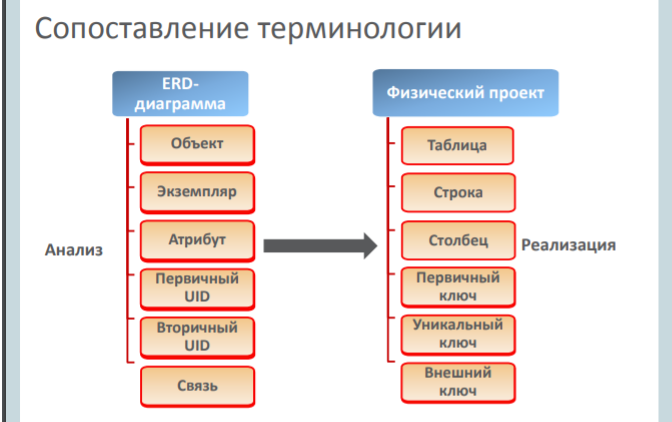 Сопоставление терминологии
ERD-
диаграмма
Объект
Экземпляр
Атрибут
Первичный
UID
Вторичный
UID
Связь
Анализ
Физический проект
Таблица
Строка
Столбец
Первичный
ключ
Уникальный
ключ
Внешний
ключ
Реализация